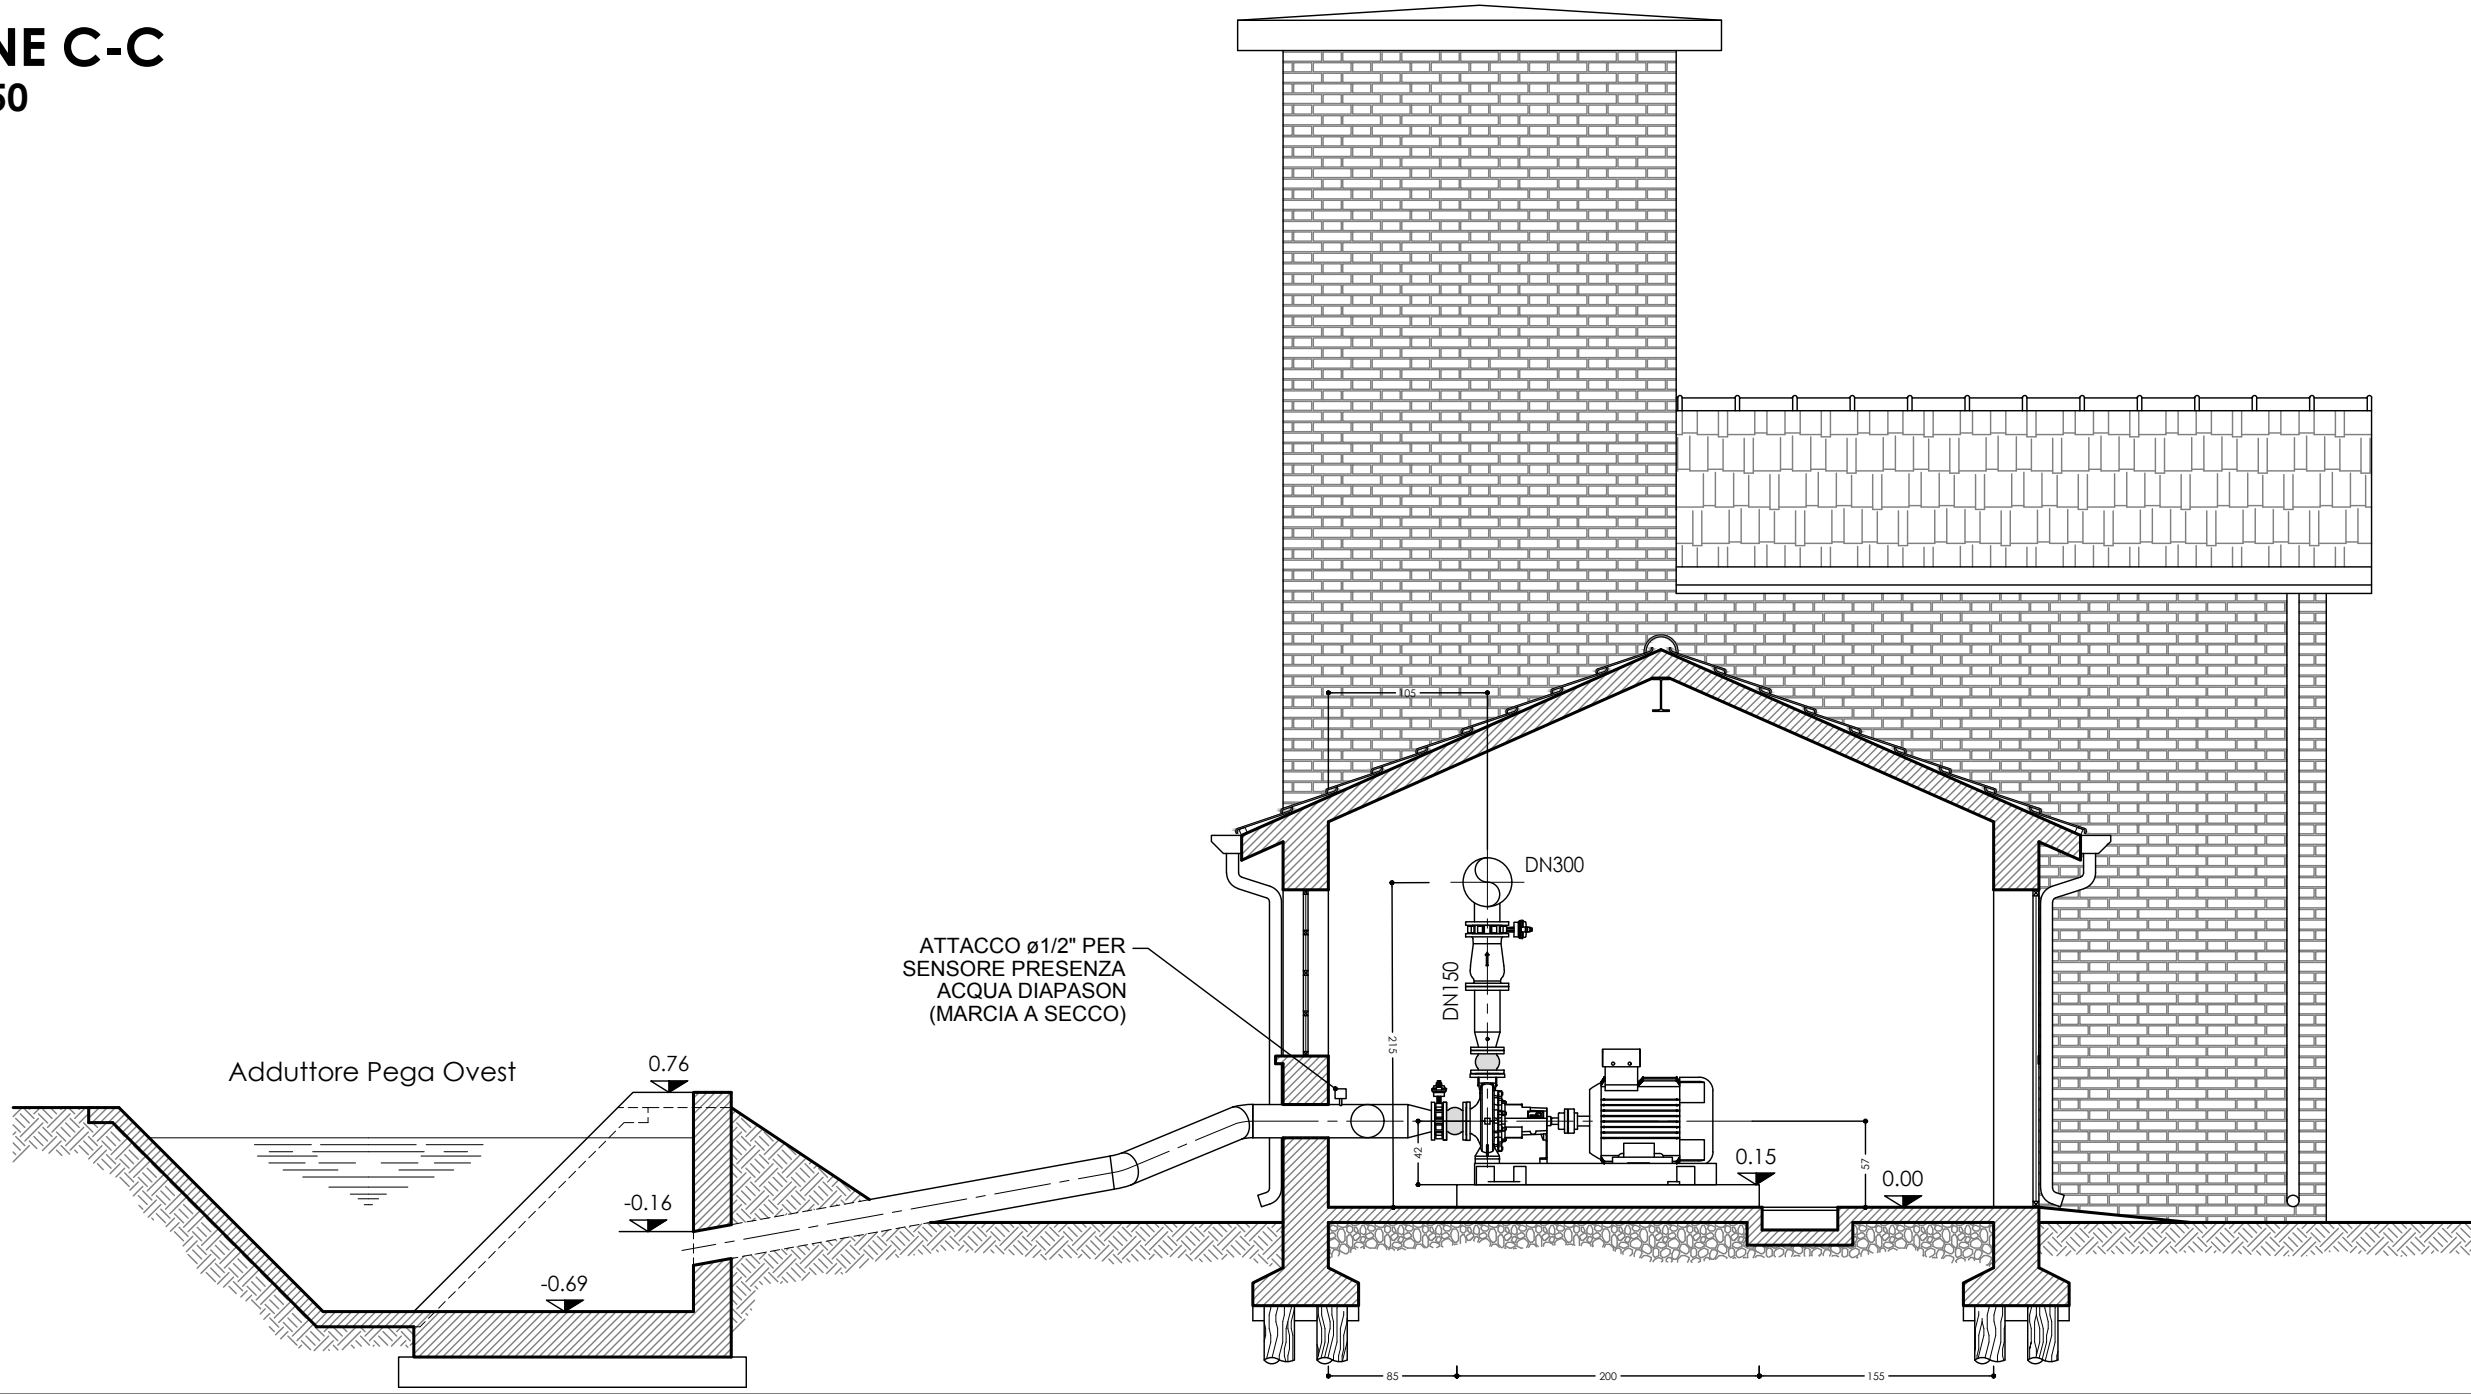 NE C-C
50
105
DN300
ATTACCO ø1/2" PER
SENSORE PRESENZA
ACQUA DIAPASON
(MARCIA A SECCO)
DN150
215
Adduttore Pega Ovest
0.76
42
57
0.15
0.00
-0.16
-0.69
85
200
155